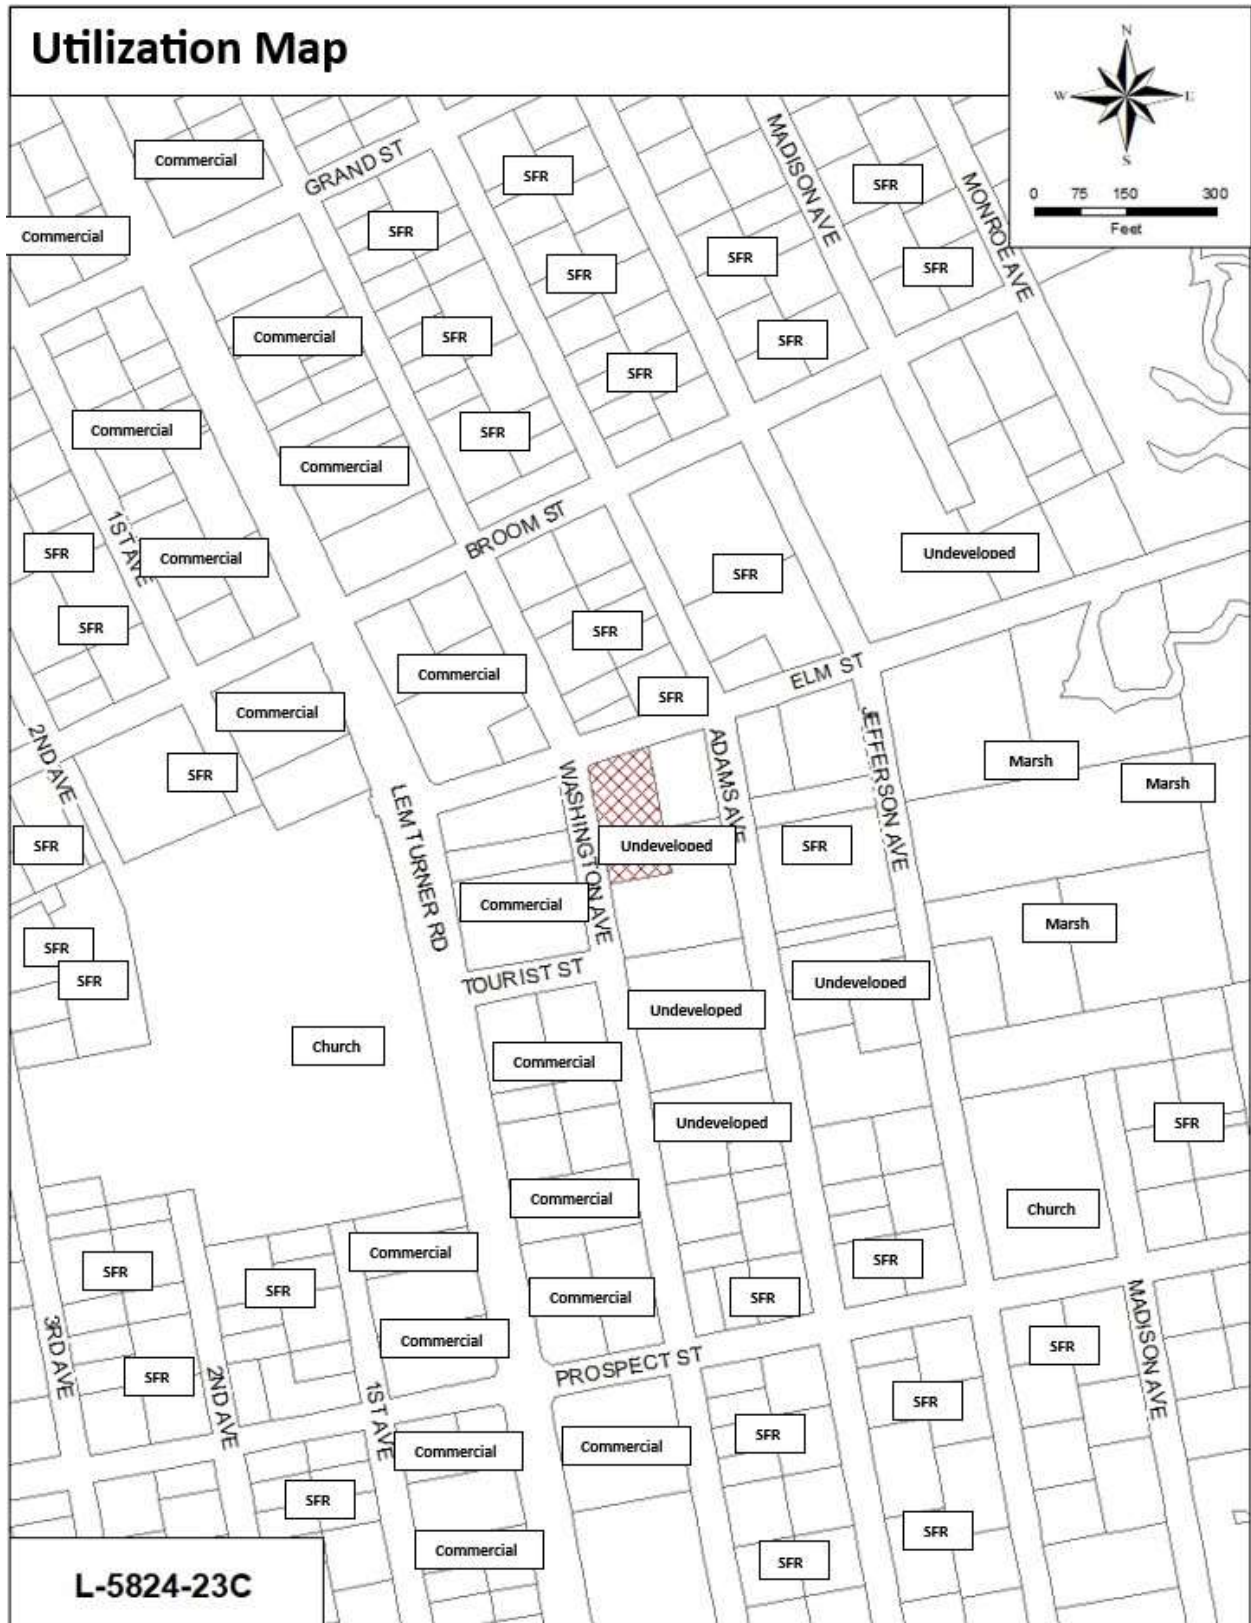 Utilization Map
N
W
E
S
0 75 150 300
Feet
GRAND ST
MADISON AVE
MONROE AVE
Commercial
SFR
SFR
SFR
Commercial
SFR
SFR
SFR
Commercial
SFR
SFR
SFR
Commercial
SFR
Commercial
1ST AVE
BROOM ST
SFR
Commercial
Undeveloped
SFR
SFR
SFR
Commercial
ELM ST
SFR
Commercial
2ND AVE
SFR
JEFFERSON AVE
ADAMS AVE
WASHINGTON AVE
LEM TURNER RD
Marsh
Marsh
SFR
Undeveloped
SFR
Commercial
Marsh
SFR
SFR
TOURIST ST
Undeveloped
Undeveloped
Church
Commercial
Undeveloped
SFR
Commercial
Church
Commercial
SFR
SFR
SFR
Commercial
SFR
3RD AVE
Commercial
SFR
MADISON AVE
PROSPECT ST
SFR
2ND AVE
1ST AVE
SFR
Commercial
Commercial
SFR
SFR
SFR
Commercial
SFR
L-5824-23C